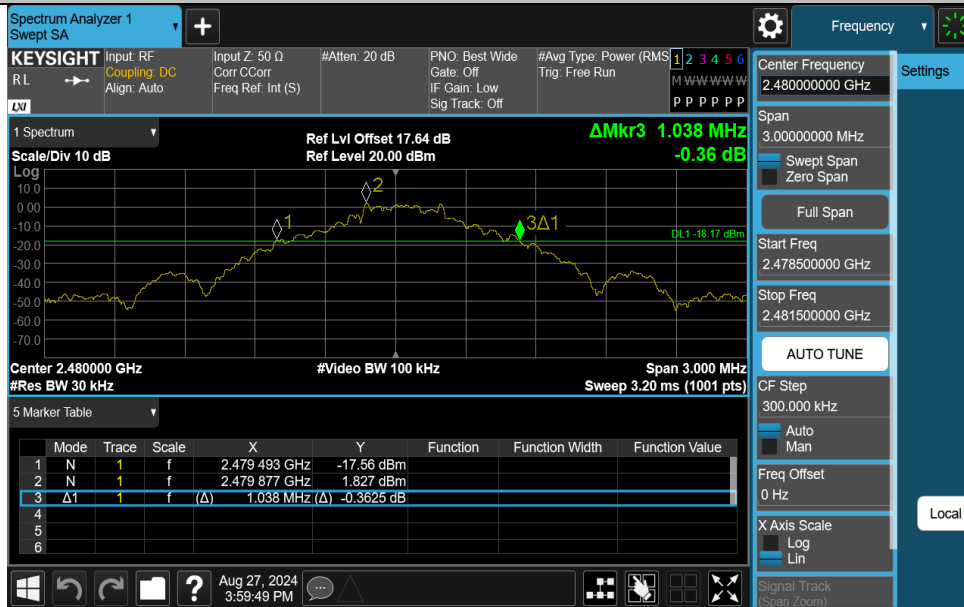 Spectrum Analyzer 1
Swept SA
+
Frequency
KEYSIGHT
RL
LXI
Input: RF
Coupling: DC
Align: Auto
Input Z: 50 Ω
Corr CCorr
Freq Ref: Int (S)
#Atten: 20 dB
PNO: Best Wide
Gate: Off
IF Gain: Low
Sig Track: Off
#Avg Type: Power (RMS
Trig: Free Run
1 2 3 4 5 6
M W W W W W
P P P P P P
1 Spectrum
Scale/Div 10 dB
Ref Lvl Offset 17.64 dB
Ref Level 20.00 dBm
ΔMkr3 1.038 MHz
-0.36 dB
Log
10.0
0.00
-10.0
-20.0
-30.0
-40.0
-50.0
-60.0
-70.0
1
2
3Δ1
DL1 -18.17 dBm
Center 2.480000 GHz
#Video BW 100 kHz
Span 3.000 MHz
#Res BW 30 kHz
Sweep 3.20 ms (1001 pts)
5 Marker Table
Mode Trace Scale X Y Function Function Width Function Value
1 N 1 f 2.479 493 GHz -17.56 dBm
2 N 1 f 2.479 877 GHz 1.827 dBm
3 Δ1 1 f (Δ) 1.038 MHz (Δ) -0.3625 dB
4
5
6
?
Aug 27, 2024
3:59:49 PM
Center Frequency
2.480000000 GHz
Settings
Span
3.00000000 MHz
Swept Span
Zero Span
Full Span
Start Freq
2.478500000 GHz
Stop Freq
2.481500000 GHz
AUTO TUNE
CF Step
300.000 kHz
Auto
Man
Freq Offset
0 Hz
Local
X Axis Scale
Log
Lin
Signal Track
(Span Zoom)